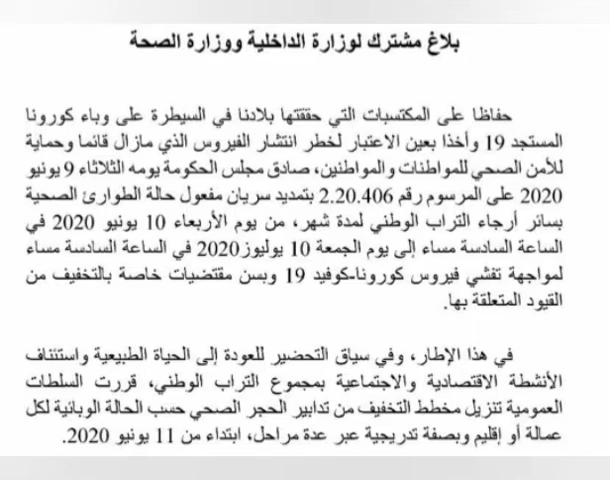 بلاغ مشترك لوزارة الداخلية ووزارة الصحة
حفاظا على المكتسبات التي حققتها بلادنا في السيطرة على وباء كورونا
المستجد 19 وأخذا بعين الاعتبار لخطر انتشار الفيروس الذي مازال قائما وحماية
للأمن الصحي للمواطنات والمواطنين، صادق مجلس الحكومة يومه الثلاثاء 9 يونيو
2020 على المرسوم رقم 2.20.406 بتمديد سريان مفعول حالة الطوارئ الصحية
بسائر أرجاء التراب الوطني لمدة شهر، من يوم الأربعاء 10 يونيو 2020 في
الساعة السادسة مساء إلى يوم الجمعة 10 يوليوز2020 في الساعة السادسة مساء
لمواجهة تفشي فيروس كورونا-كوفيد 19 وبسن مقتضيات خاصة بالتخفيف من
القيود المتعلقة بها.
في هذا الإطار، وفي سياق التحضير للعودة إلى الحياة الطبيعية واستئناف
الأنشطة الاقتصادية والاجتماعية بمجموع التراب الوطني، قررت السلطات
العمومية تنزيل مخطط التخفيف من تدابير الحجر الصحي حسب الحالة الوبائية لكل
عمالة أو إقليم وبصفة تدريجية عبر عدة مراحل، ابتداء من 11 يونيو 2020.